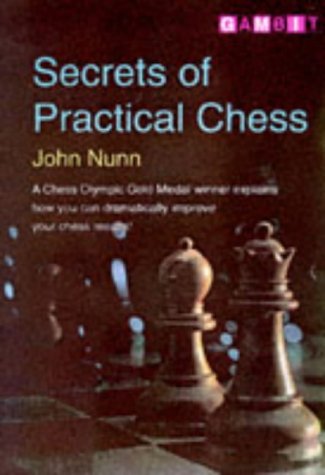 GAMBIT
Secrets of
Practical Chess
John Nunn
A Chess Olympic Gold Medal winner explains
how you can dramatically improve
your chess results!